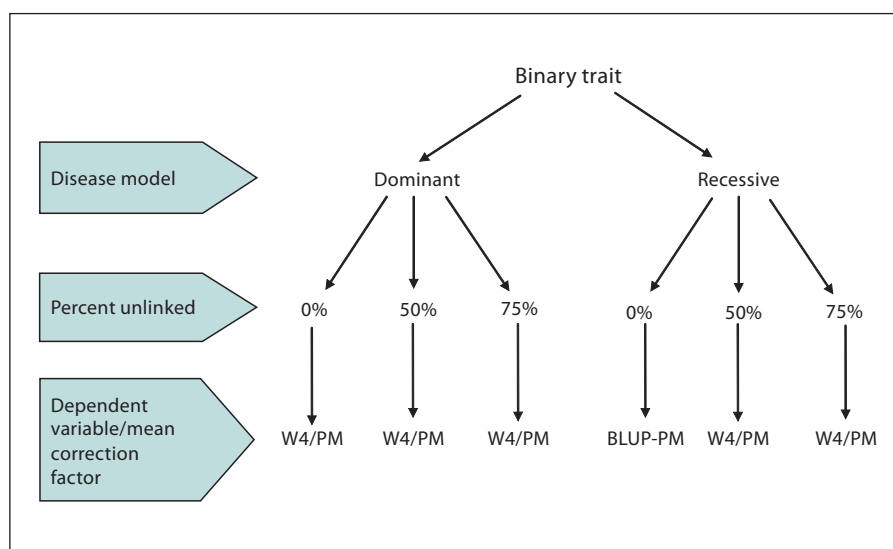 Binary trait
Disease model
Dominant
Recessive
Percent unlinked
0%
50%
75%
0%
50%
75%
Dependent
variable/mean
correction
factor
W4/PM
W4/PM
W4/PM
BLUP-PM
W4/PM
W4/PM